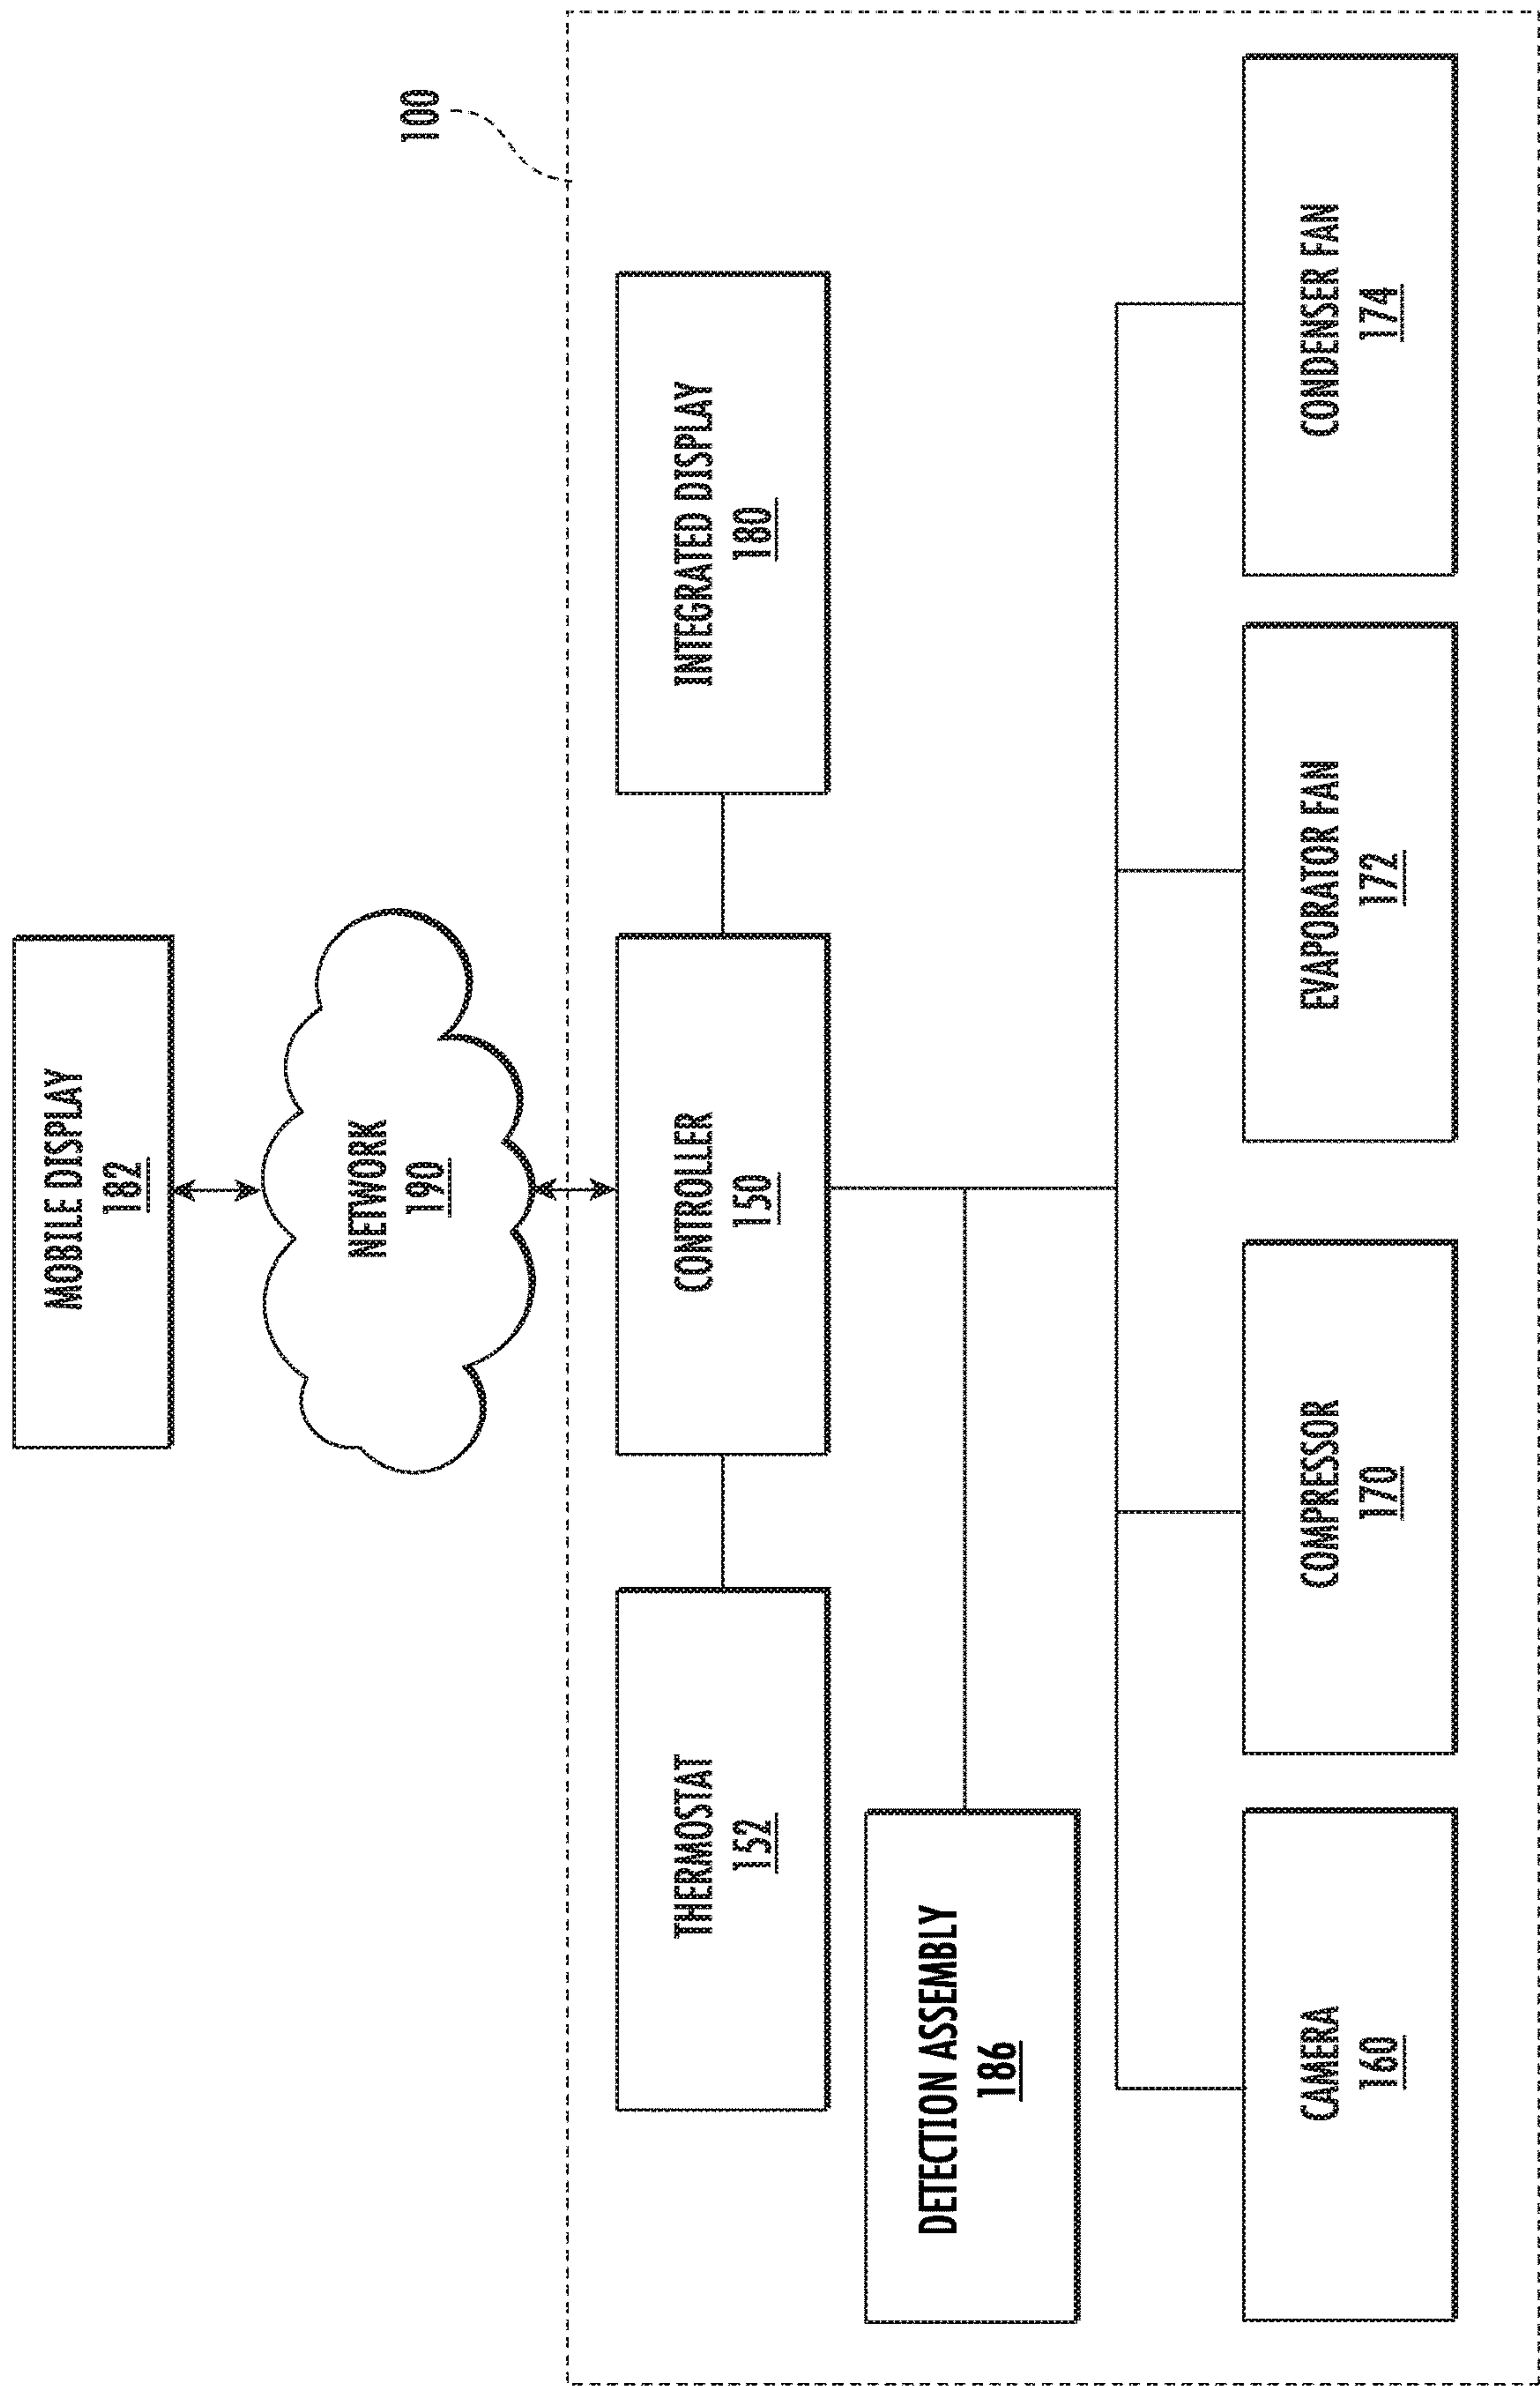 MOBILE DISPLAY
182
NETWORK
190
100
THERMOSTAT
152
CONTROLLER
150
INTEGRATED DISPLAY
180
DETECTION ASSEMBLY
186
CAMERA
160
COMPRESSOR
170
EVAPORATOR FAN
172
CONDENSER FAN
174